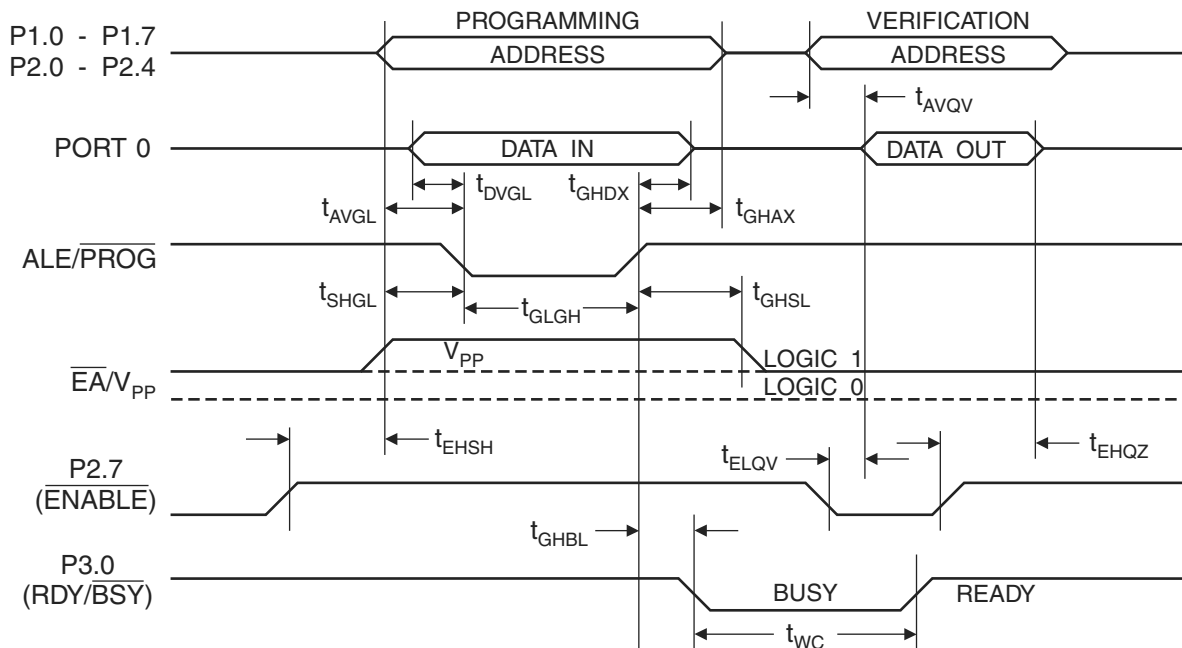 PROGRAMMING VERIFICATION
P1.0 - P1.7
P2.0 - P2.4
ADDRESS ADDRESS
tAVQV
PORT 0 DATA IN DATA OUT
tDVGL tGHDX
tAVGL tGHAX
ALE/PROG
tSHGL tGLGH tGHSL
VPP LOGIC 1
EA/VPP LOGIC 0
tEHSH tELQV tEHQZ
P2.7
(ENABLE)
tGHBL
P3.0
(RDY/BSY) BUSY READY
tWC